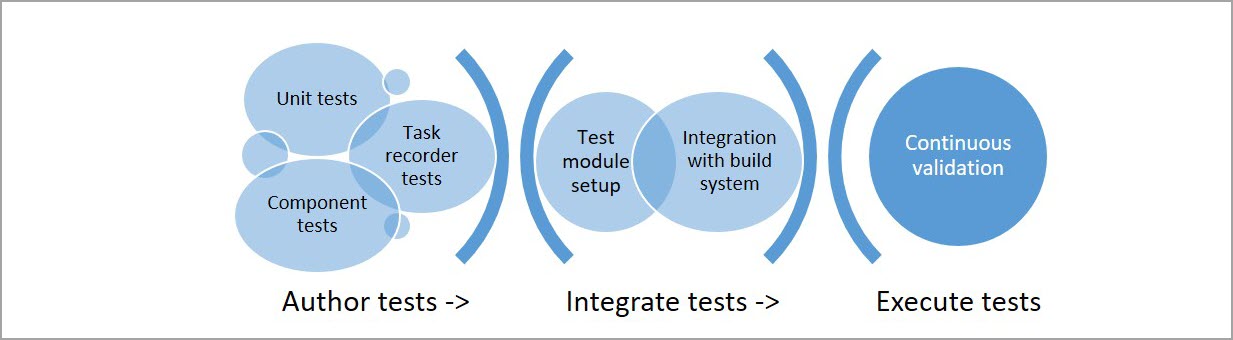 Unit tests
Task
recorder
tests
Component
tests
Test
module
setup
Integration
with build
system
Continuous
validation
Author tests ->
Integrate tests ->
Execute tests